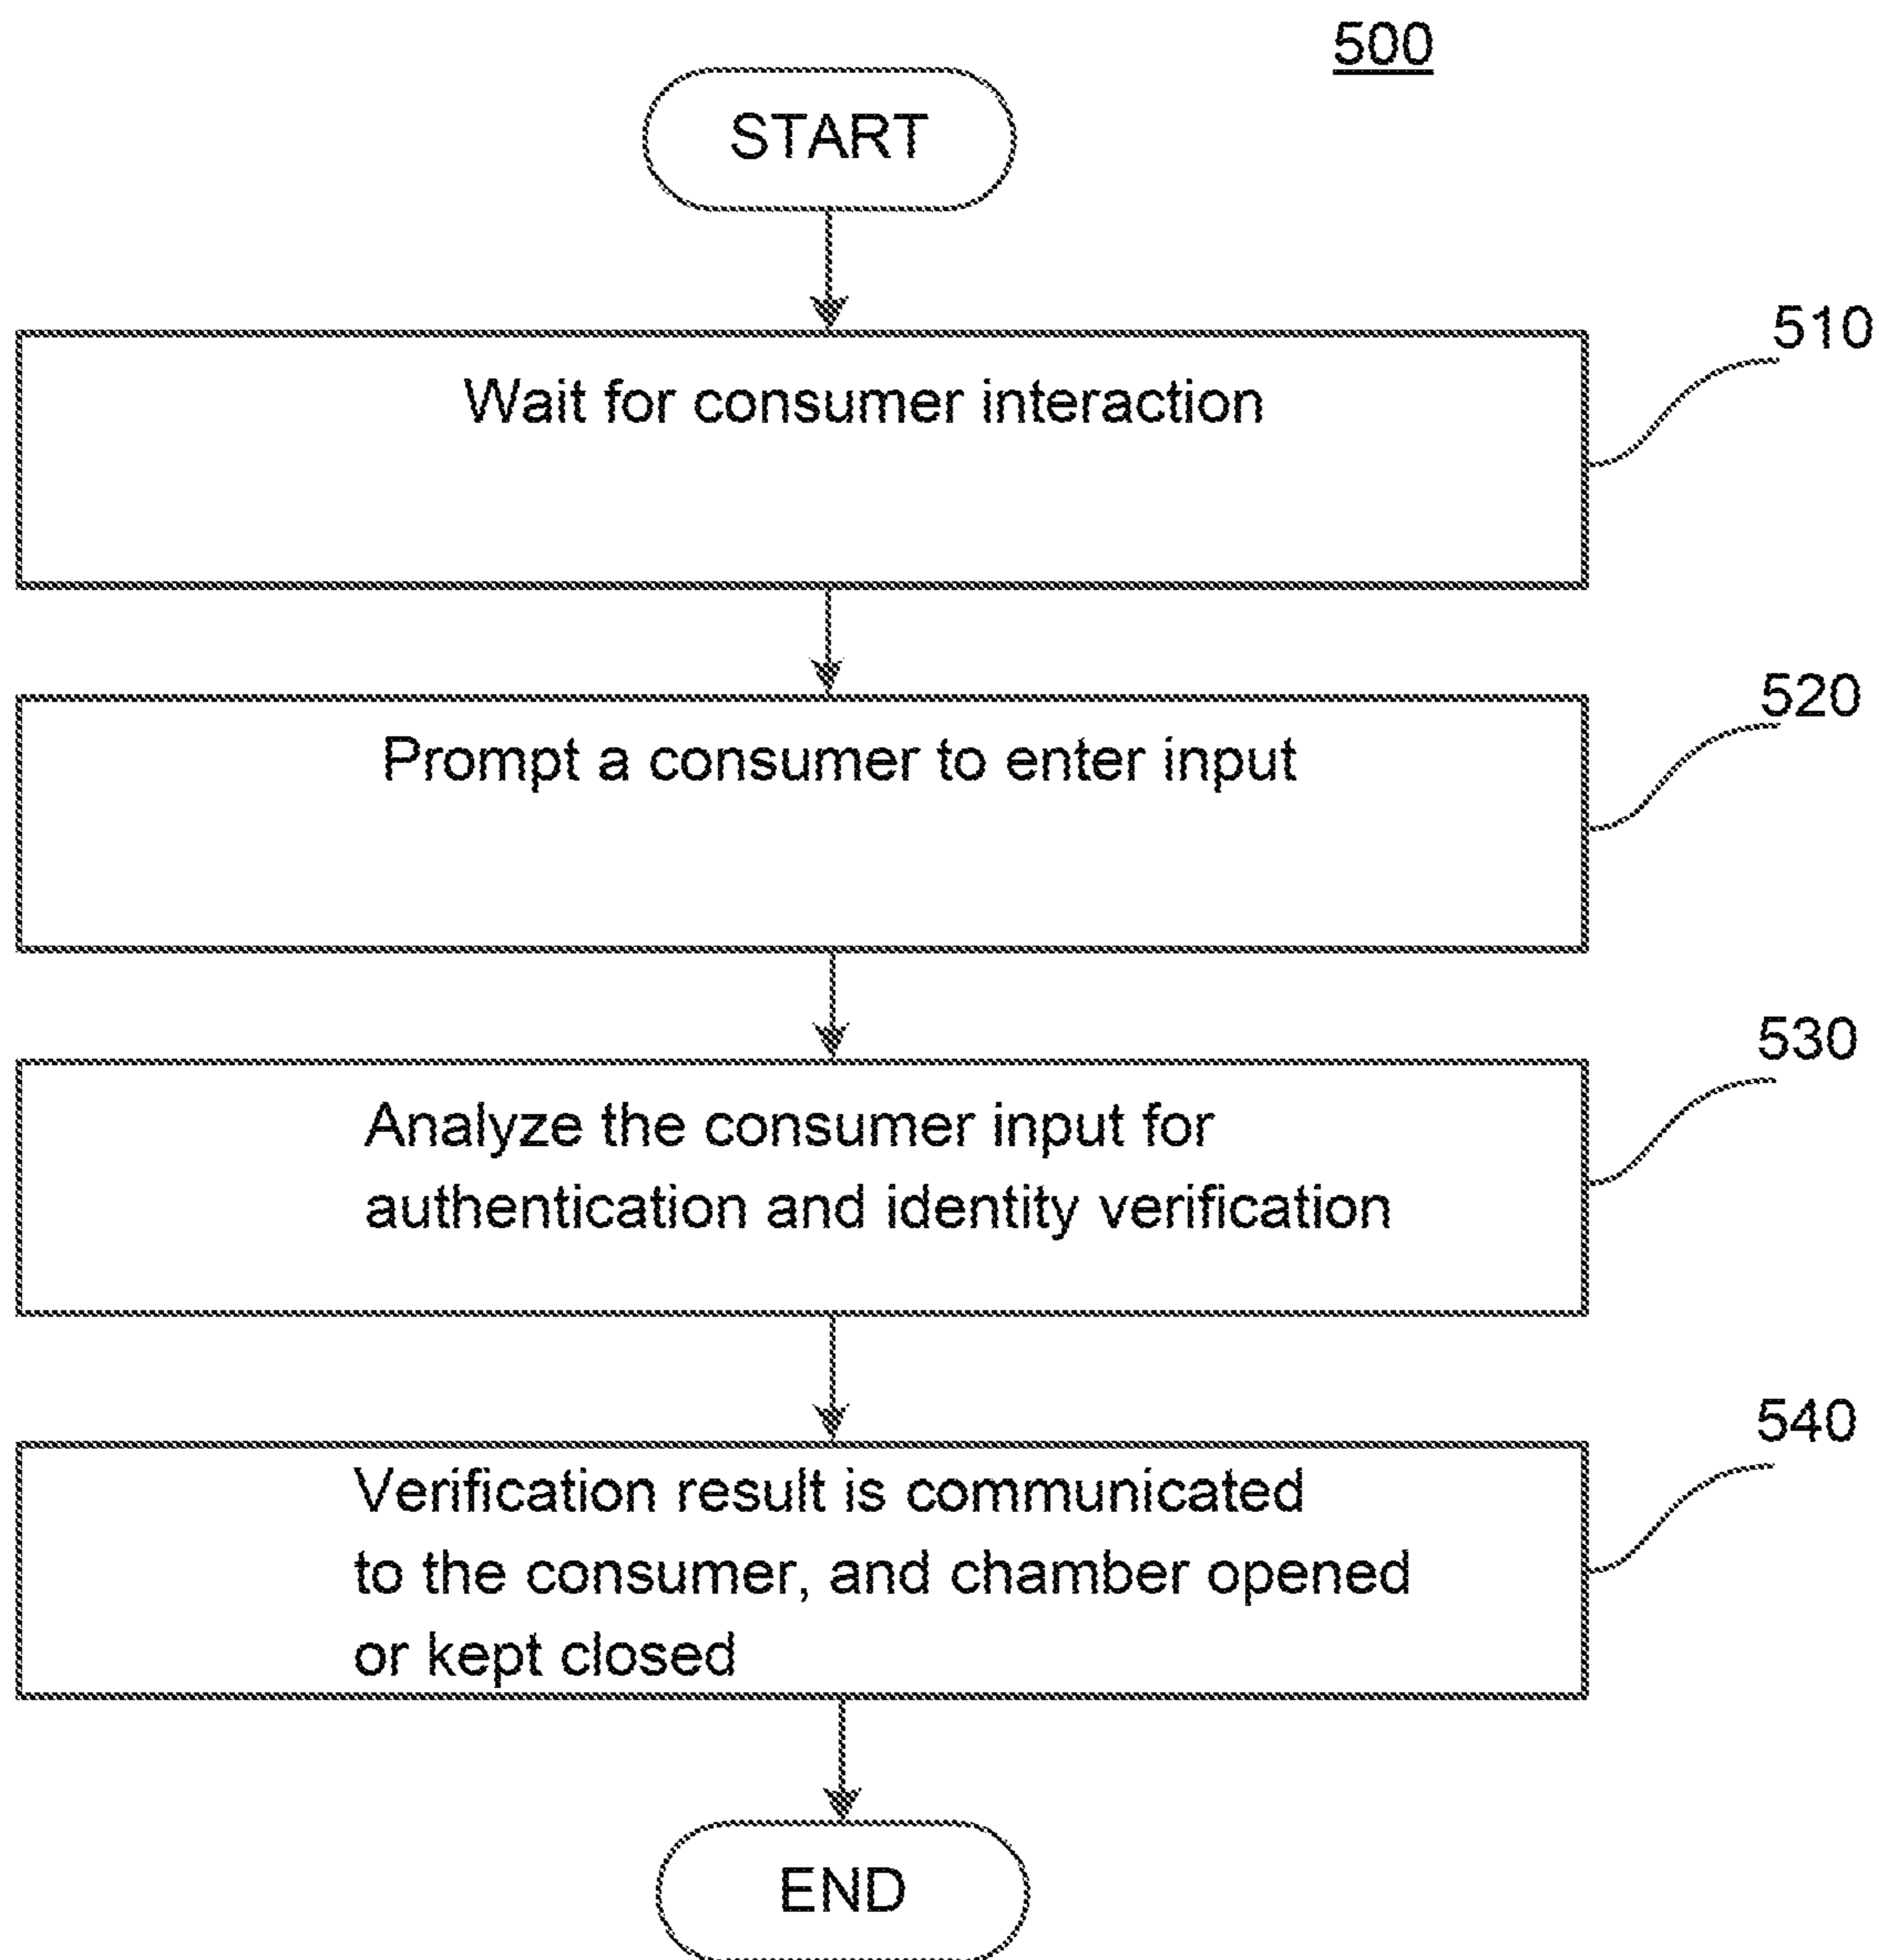 500
START
510
Wait for consumer interaction
520
Prompt a consumer to enter input
530
Analyze the consumer input for
authentication and identity verification
540
Verification result is communicated
to the consumer, and chamber opened
or kept closed
END